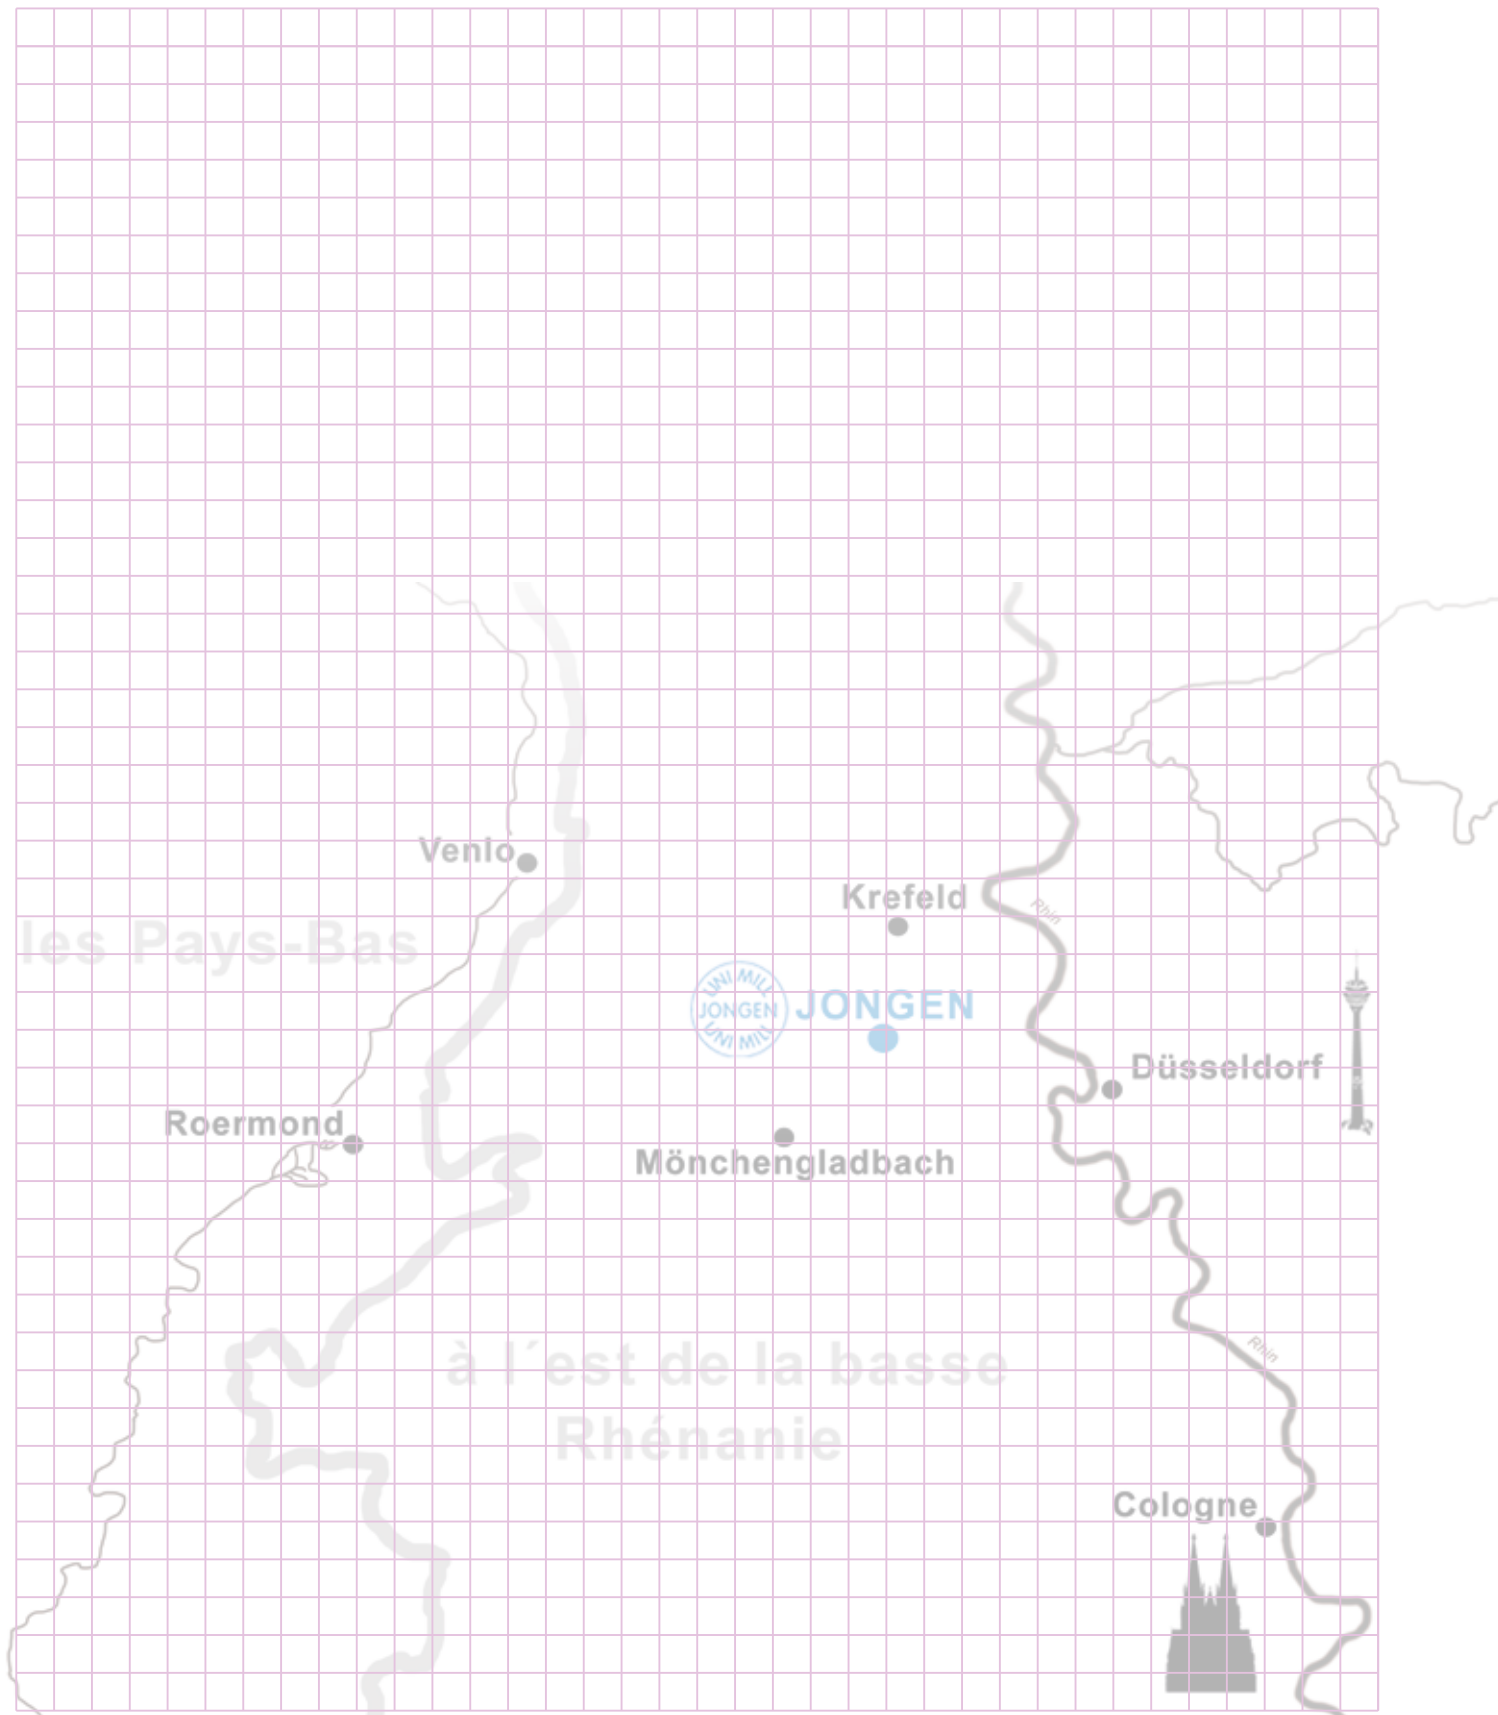 Venlo
Krefeld
Rhin
les Pays-Bas
UNI MILL
JONGEN
UNI MILL
JONGEN
Düsseldorf
Roermond
Mönchengladbach
Rhin
à l´est de la basse
Rhénanie
Cologne